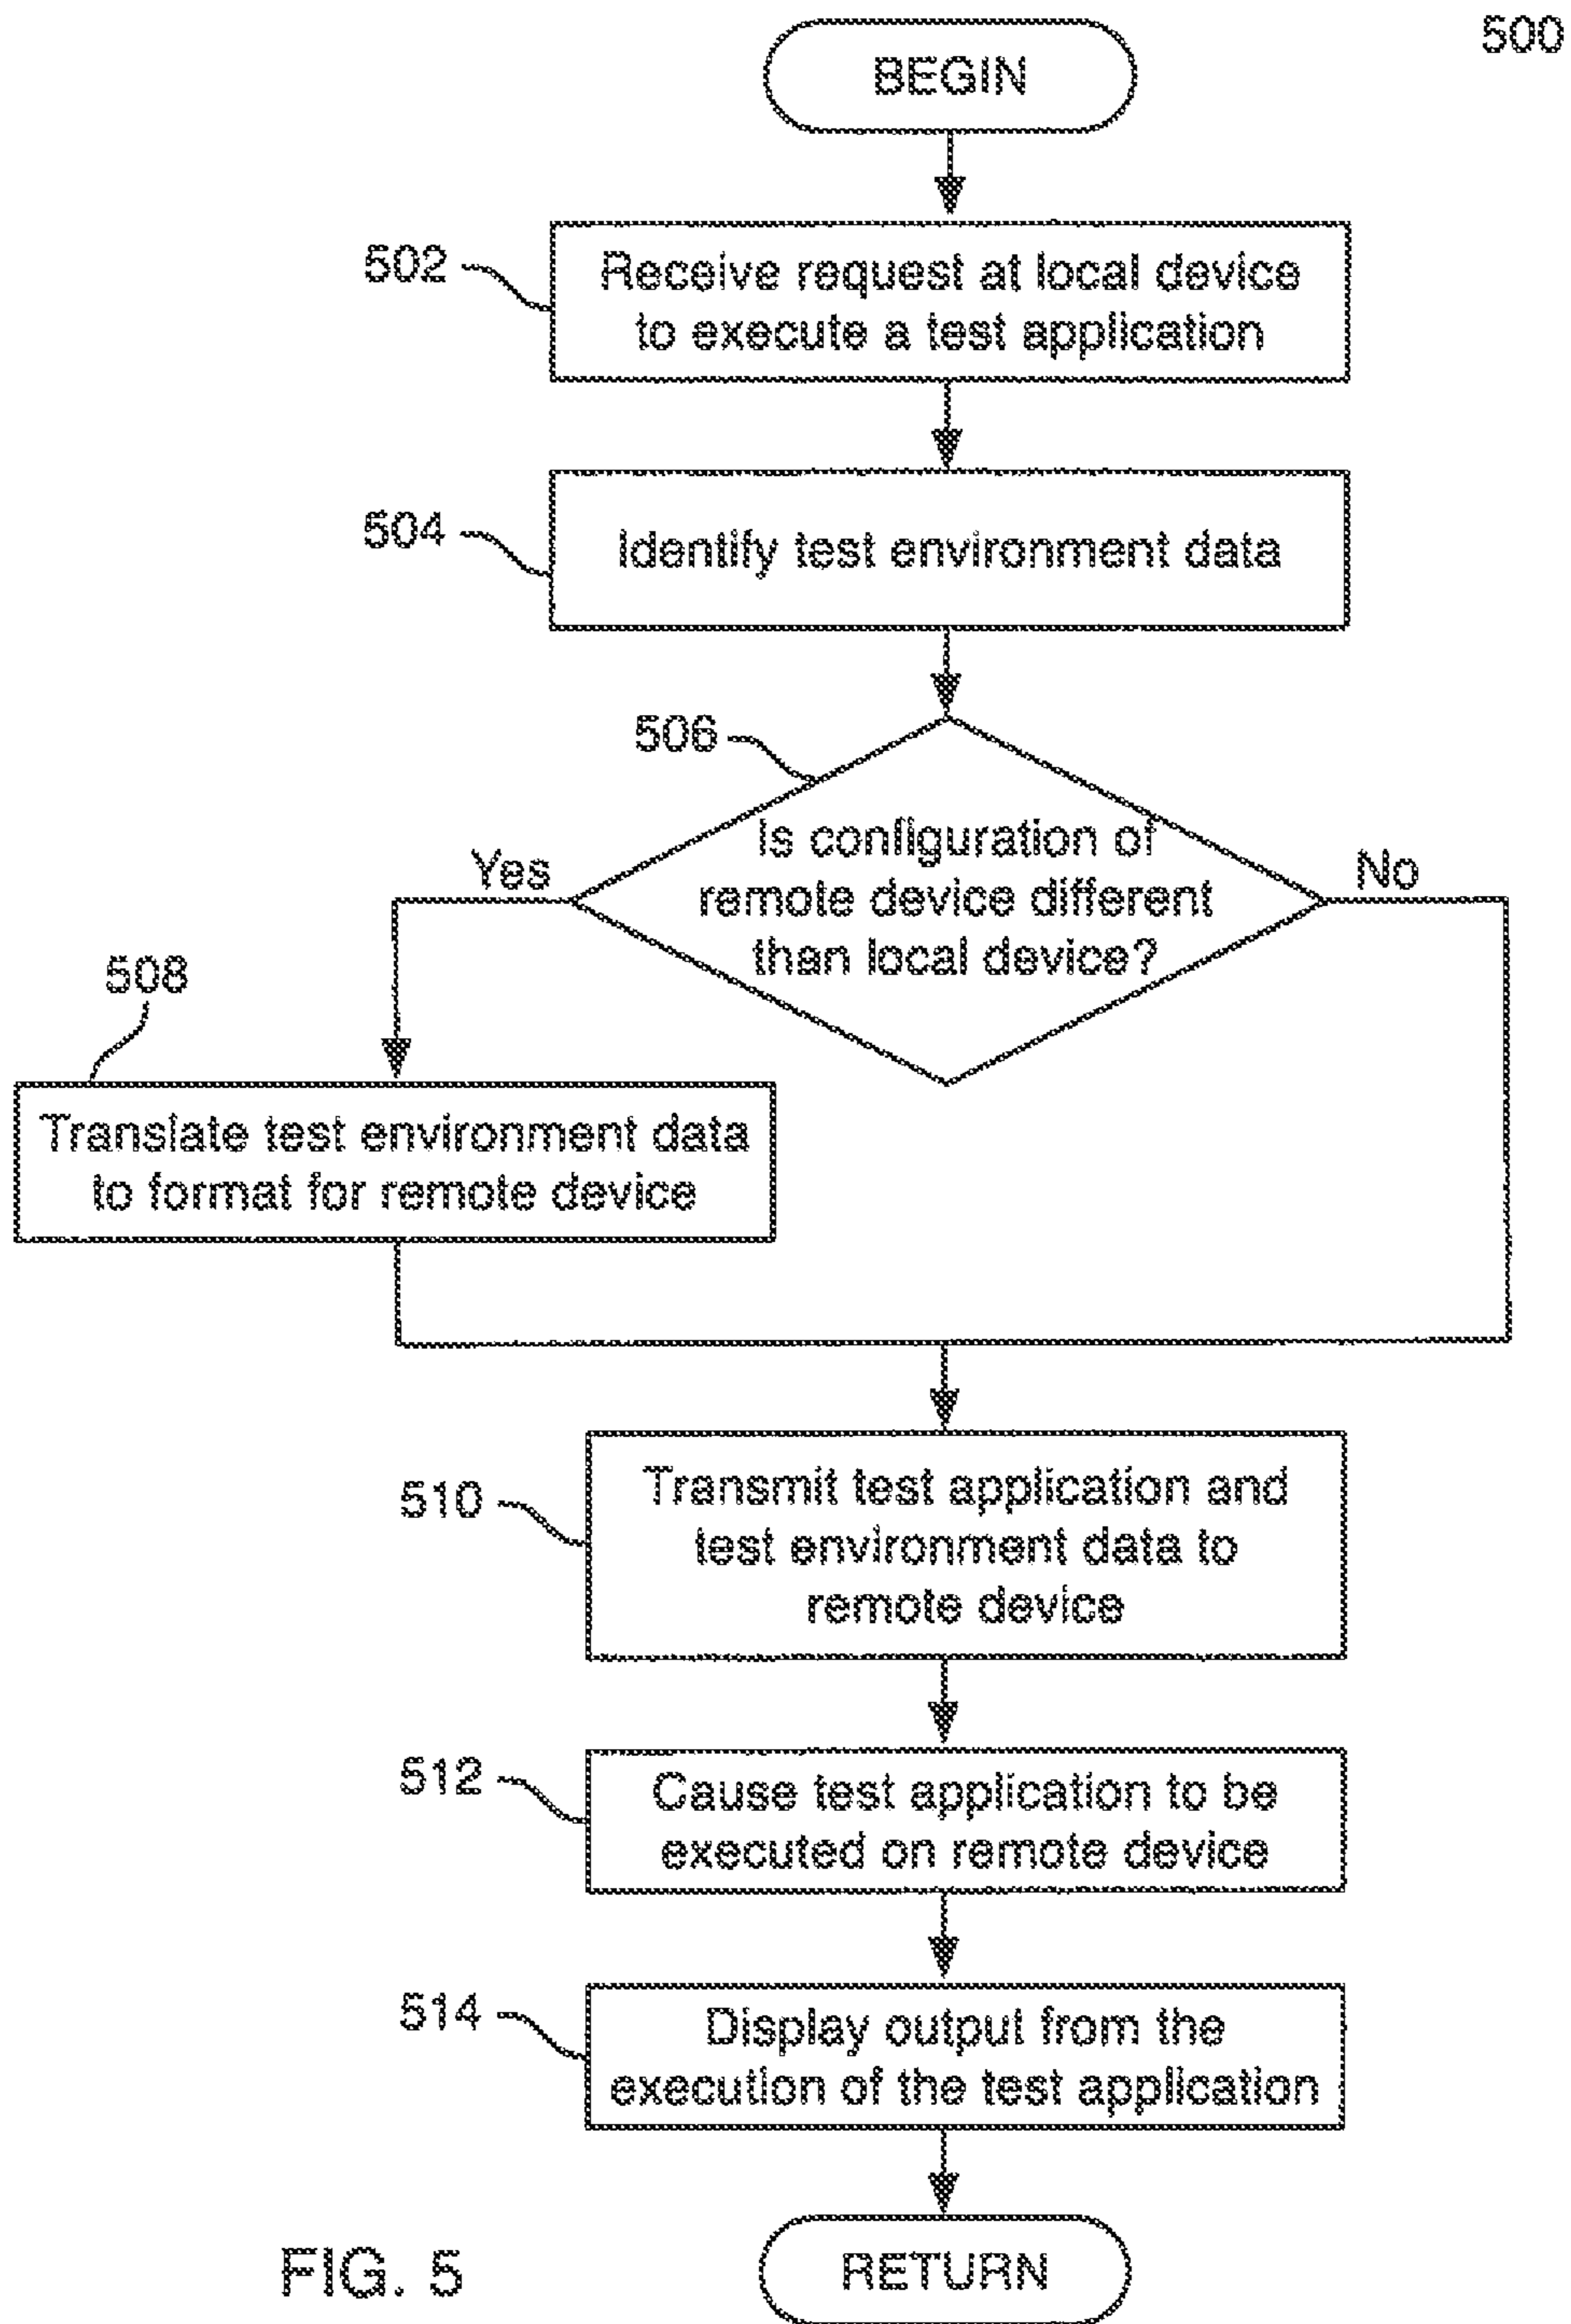 500
BEGIN
502
Receive request at local device
to execute a test application
504
Identify test environment data
506
Is configuration of
remote device different
than local device?
Yes
No
508
Translate test environment data
to format for remote device
510
Transmit test application and
test environment data to
remote device
512
Cause test application to be
executed on remote device
514
Display output from the
execution of the test application
RETURN
FIG. 5